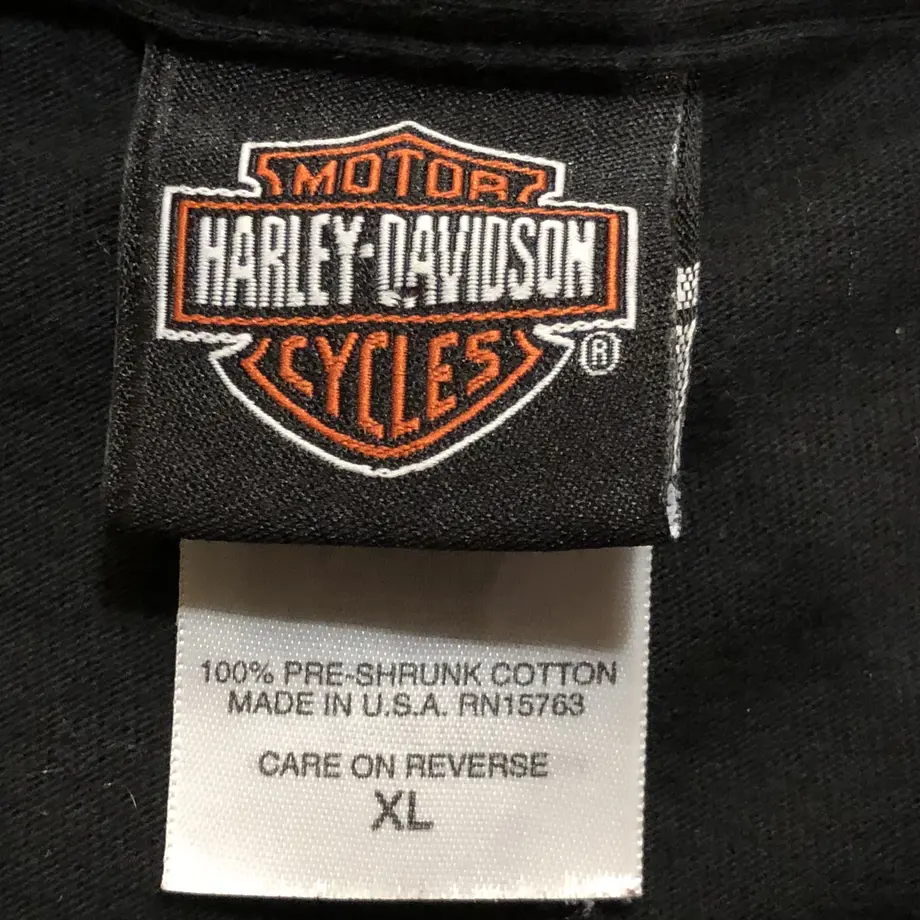 MOTOR
HARLEY-DAVIDSON
CYCLES
®
100% PRE-SHRUNK COTTON
MADE IN U.S.A. RN15763
CARE ON REVERSE
XL